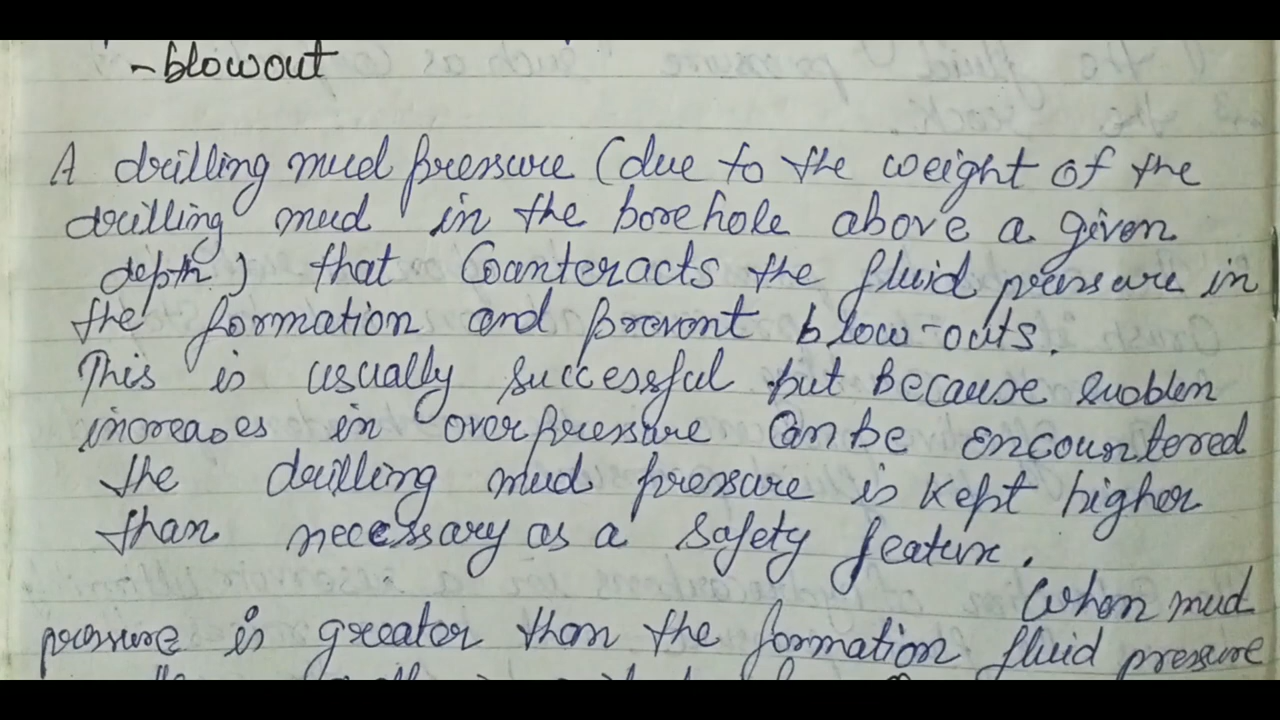 -blowout
A drilling mud pressure (due to the weight of the
drilling mud in the borehole above a given
depth) that Counteracts the fluid pressure in
the formation and prevent blow-outs.
This is usually successful but because sudden
increases in overpressure can be encountered
the drilling mud pressure is kept higher
than necessary as a safety feature.
When mud
pressure is greater than the formation fluid pressure